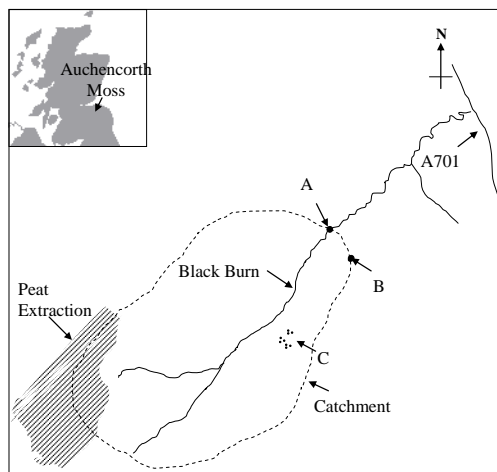 Auchencorth
Moss
N
A701
A
Black Burn
B
Peat
Extraction
C
Catchment